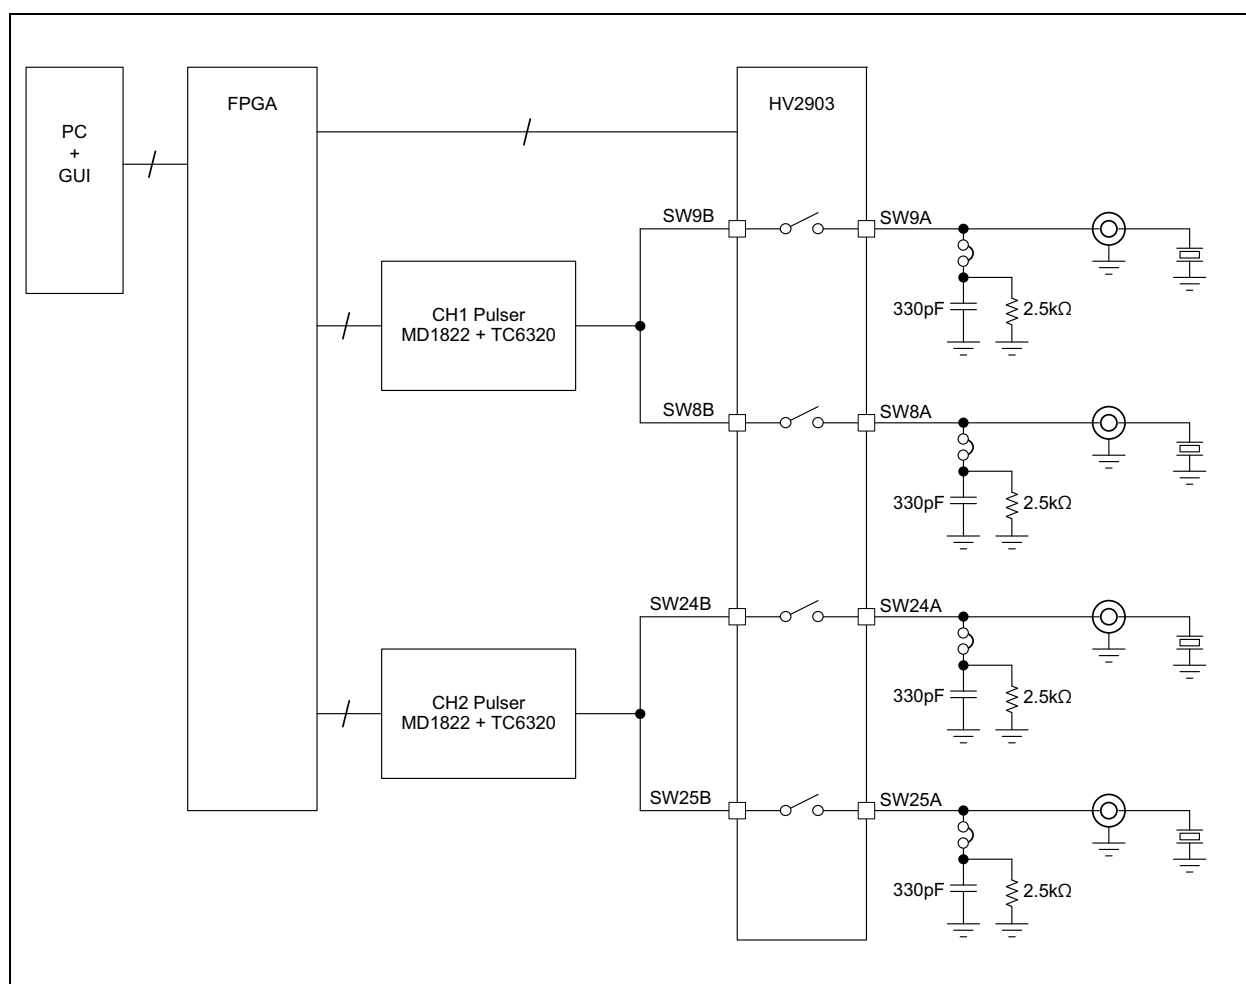 PC
+
GUI
FPGA
HV2903
SW9B
SW9A
330pF
2.5kΩ
CH1 Pulser
MD1822 + TC6320
SW8B
SW8A
330pF
2.5kΩ
SW24B
SW24A
330pF
2.5kΩ
CH2 Pulser
MD1822 + TC6320
SW25B
SW25A
330pF
2.5kΩ